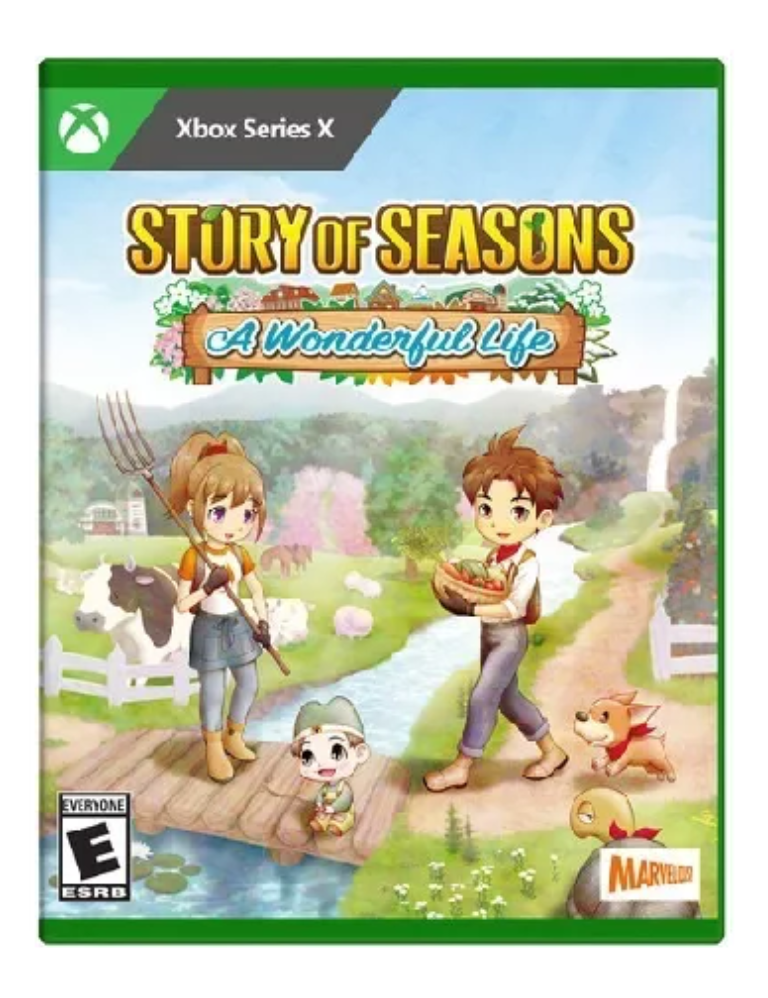 Xbox Series X
STORY OF SEASONS
A Wonderful Life
EVERYONE
E
ESRB
MARVELOUS!